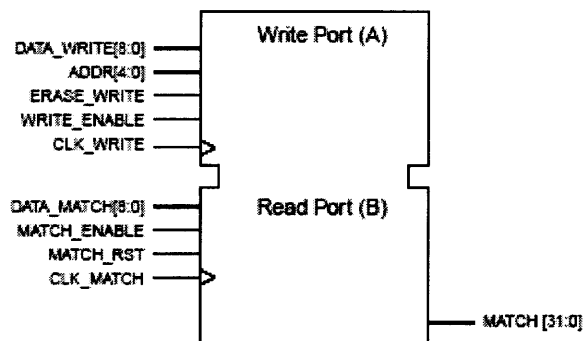 Write Port (A)
DATA_WRITE[8:0]
ADDR[4:0]
ERASE_WRITE
WRITE_ENABLE
CLK_WRITE
DATA_MATCH[8:0]
Read Port (B)
MATCH_ENABLE
MATCH_RST
CLK_MATCH
MATCH [31:0]